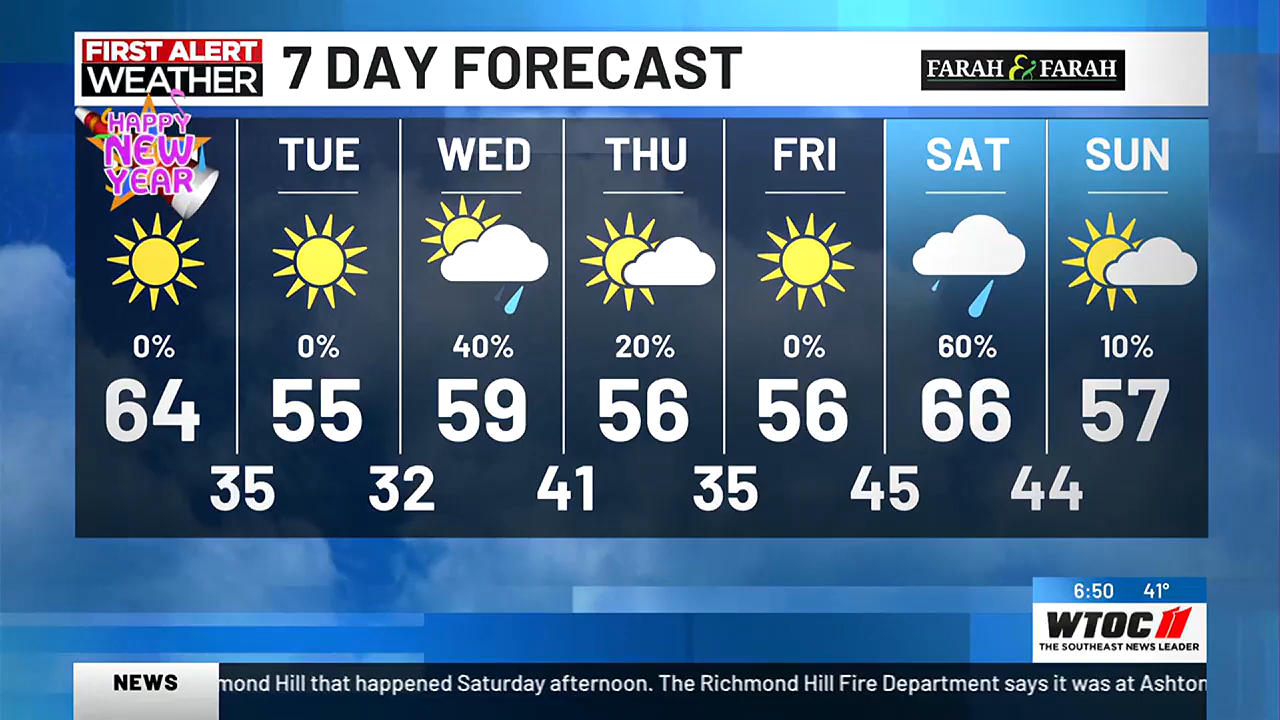 FIRST ALERT
WEATHER
7 DAY FORECAST
FARAH & FARAH
HAPPY
NEW
YEAR
TUE
WED
THU
FRI
SAT
SUN
0%
0%
40%
20%
0%
60%
10%
64
55
59
56
56
66
57
35
32
41
35
45
44
6:50 41°
WTOC 11
THE SOUTHEAST NEWS LEADER
NEWS
mond Hill that happened Saturday afternoon. The Richmond Hill Fire Department says it was at Ashton